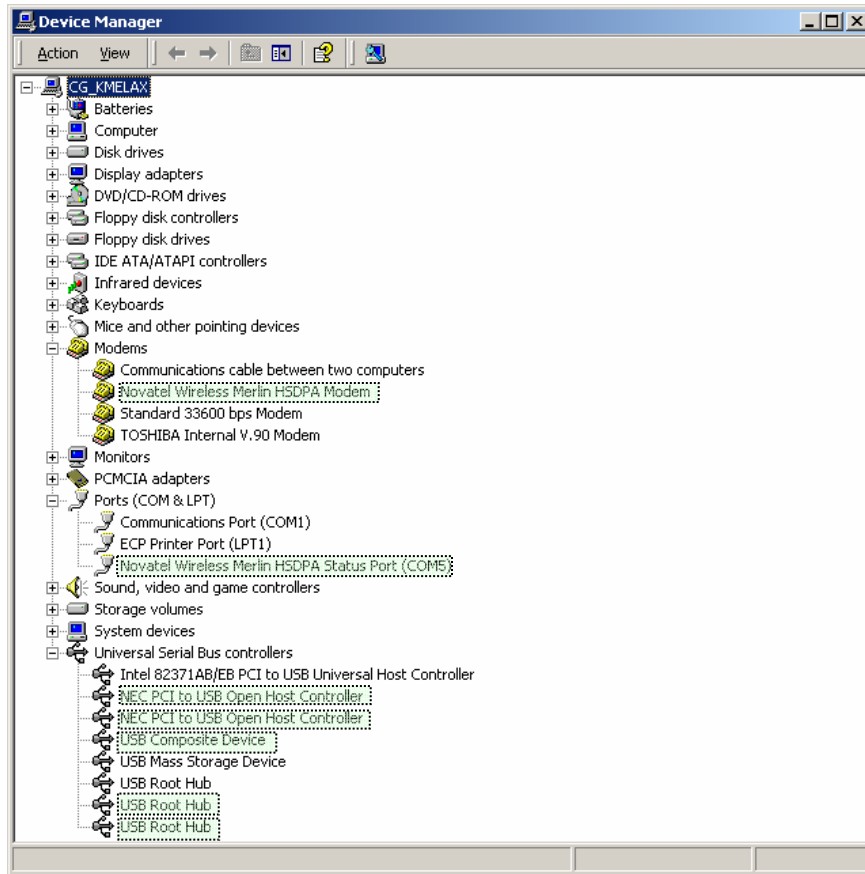 Device Manager
Action View
CG_KMELAX
Batteries
Computer
Disk drives
Display adapters
DVD/CD-ROM drives
Floppy disk controllers
Floppy disk drives
IDE ATA/ATAPI controllers
Infrared devices
Keyboards
Mice and other pointing devices
Modems
Communications cable between two computers
Novatel Wireless Merlin HSDPA Modem
Standard 33600 bps Modem
TOSHIBA Internal V.90 Modem
Monitors
PCMCIA adapters
Ports (COM & LPT)
Communications Port (COM1)
ECP Printer Port (LPT1)
Novatel Wireless Merlin HSDPA Status Port (COM5)
Sound, video and game controllers
Storage volumes
System devices
Universal Serial Bus controllers
Intel 82371AB/EB PCI to USB Universal Host Controller
NEC PCI to USB Open Host Controller
NEC PCI to USB Open Host Controller
USB Composite Device
USB Mass Storage Device
USB Root Hub
USB Root Hub
USB Root Hub